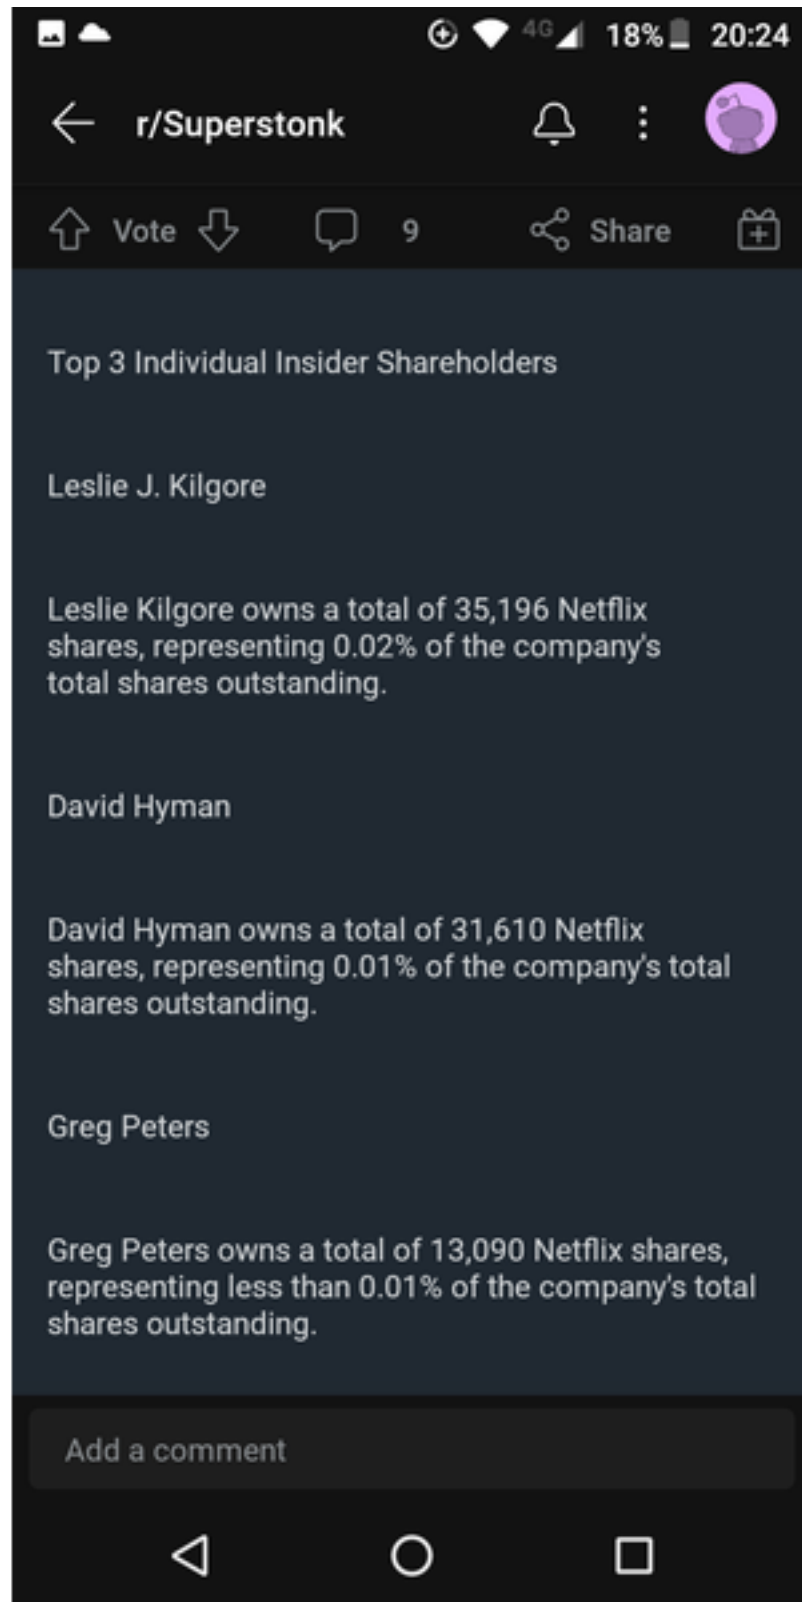 4G 18% 20:24
r/Superstonk
Vote 9 Share
Top 3 Individual Insider Shareholders
Leslie J. Kilgore
Leslie Kilgore owns a total of 35,196 Netflix
shares, representing 0.02% of the company's
total shares outstanding.
David Hyman
David Hyman owns a total of 31,610 Netflix
shares, representing 0.01% of the company's total
shares outstanding.
Greg Peters
Greg Peters owns a total of 13,090 Netflix shares,
representing less than 0.01% of the company's total
shares outstanding.
Add a comment